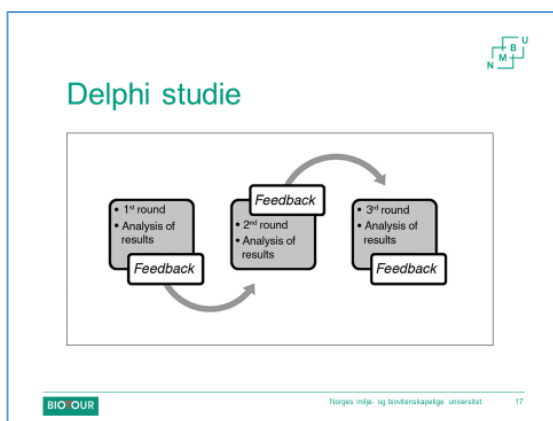 N M B U
Delphi studie
• 1st round
• Analysis of
results
Feedback
Feedback
• 2nd round
• Analysis of
results
• 3rd round
• Analysis of
results
Feedback
BIOTOUR
Norges miljø- og biovitenskapelige universitet
17